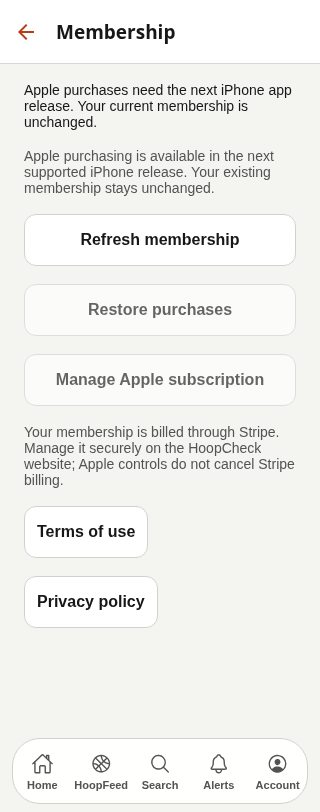 Membership
Apple purchases need the next iPhone app
release. Your current membership is
unchanged.
Apple purchasing is available in the next
supported iPhone release. Your existing
membership stays unchanged.
Refresh membership
Restore purchases
Manage Apple subscription
Your membership is billed through Stripe.
Manage it securely on the HoopCheck
website; Apple controls do not cancel Stripe
billing.
Terms of use
Privacy policy
Home HoopFeed Search Alerts Account